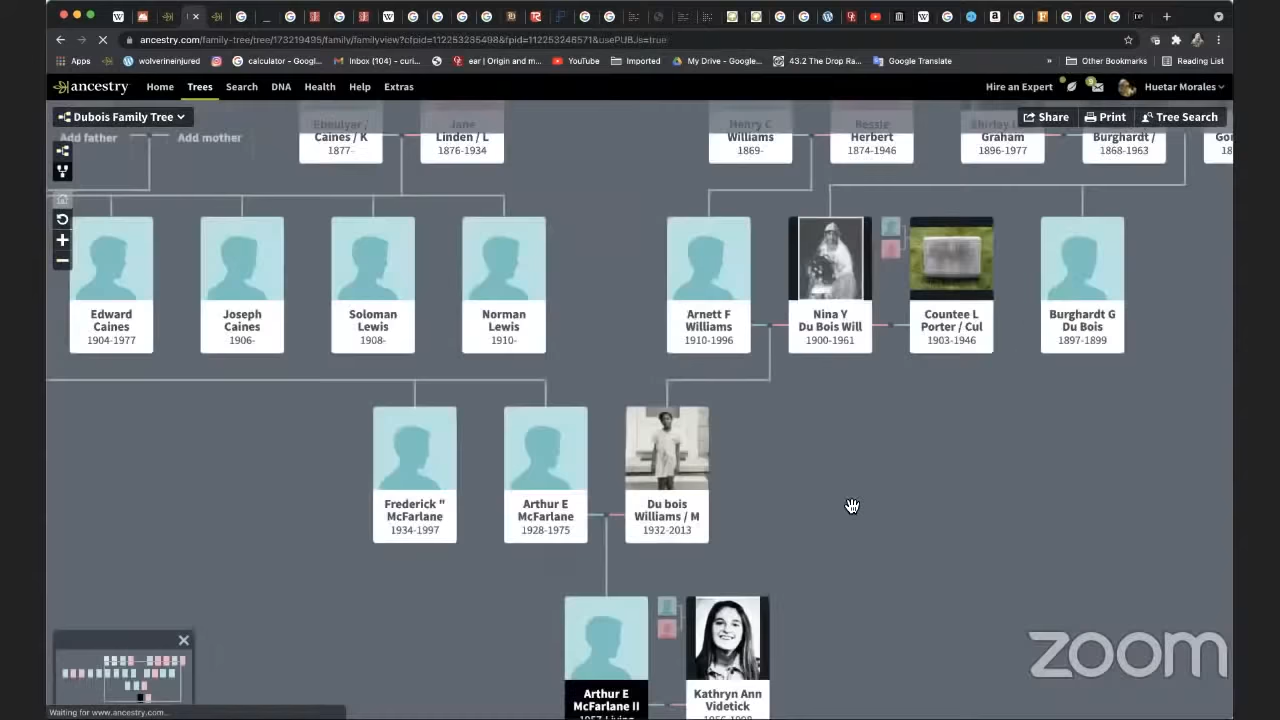 ancestry.com/family-tree/tree/173219495/family/familyview?cfpid=112253235498&fpid=112253246571&usePUBJs=true
Apps wolverineinred calculator - Googl... Inbox (104) - curi... ear | Origin and m... YouTube Imported My Drive - Google... 43.2 The Drop Ra... Google Translate » Other Bookmarks Reading List
ancestry Home Trees Search DNA Health Help Extras Hire an Expert Huetar Morales
Dubois Family Tree Share Print Tree Search
Add father Add mother
Caines / K
1877-
Jane
Linden / L
1876-1934
Henry C
Williams
1869-
Bessie
Herbert
1874-1946
Graham
1896-1977
Burghardt /
1868-1963
18
Edward
Caines
1904-1977
Joseph
Caines
1906-
Soloman
Lewis
1908-
Norman
Lewis
1910-
Arnett F
Williams
1910-1996
Nina Y
Du Bois Will
1900-1961
Countee L
Porter / Cul
1903-1946
Burghardt G
Du Bois
1897-1899
Frederick "
McFarlane
1934-1997
Arthur E
McFarlane
1928-1975
Du bois
Williams / M
1932-2013
Arthur E
McFarlane II
Kathryn Ann
Videtick
Waiting for www.ancestry.com...
zoom